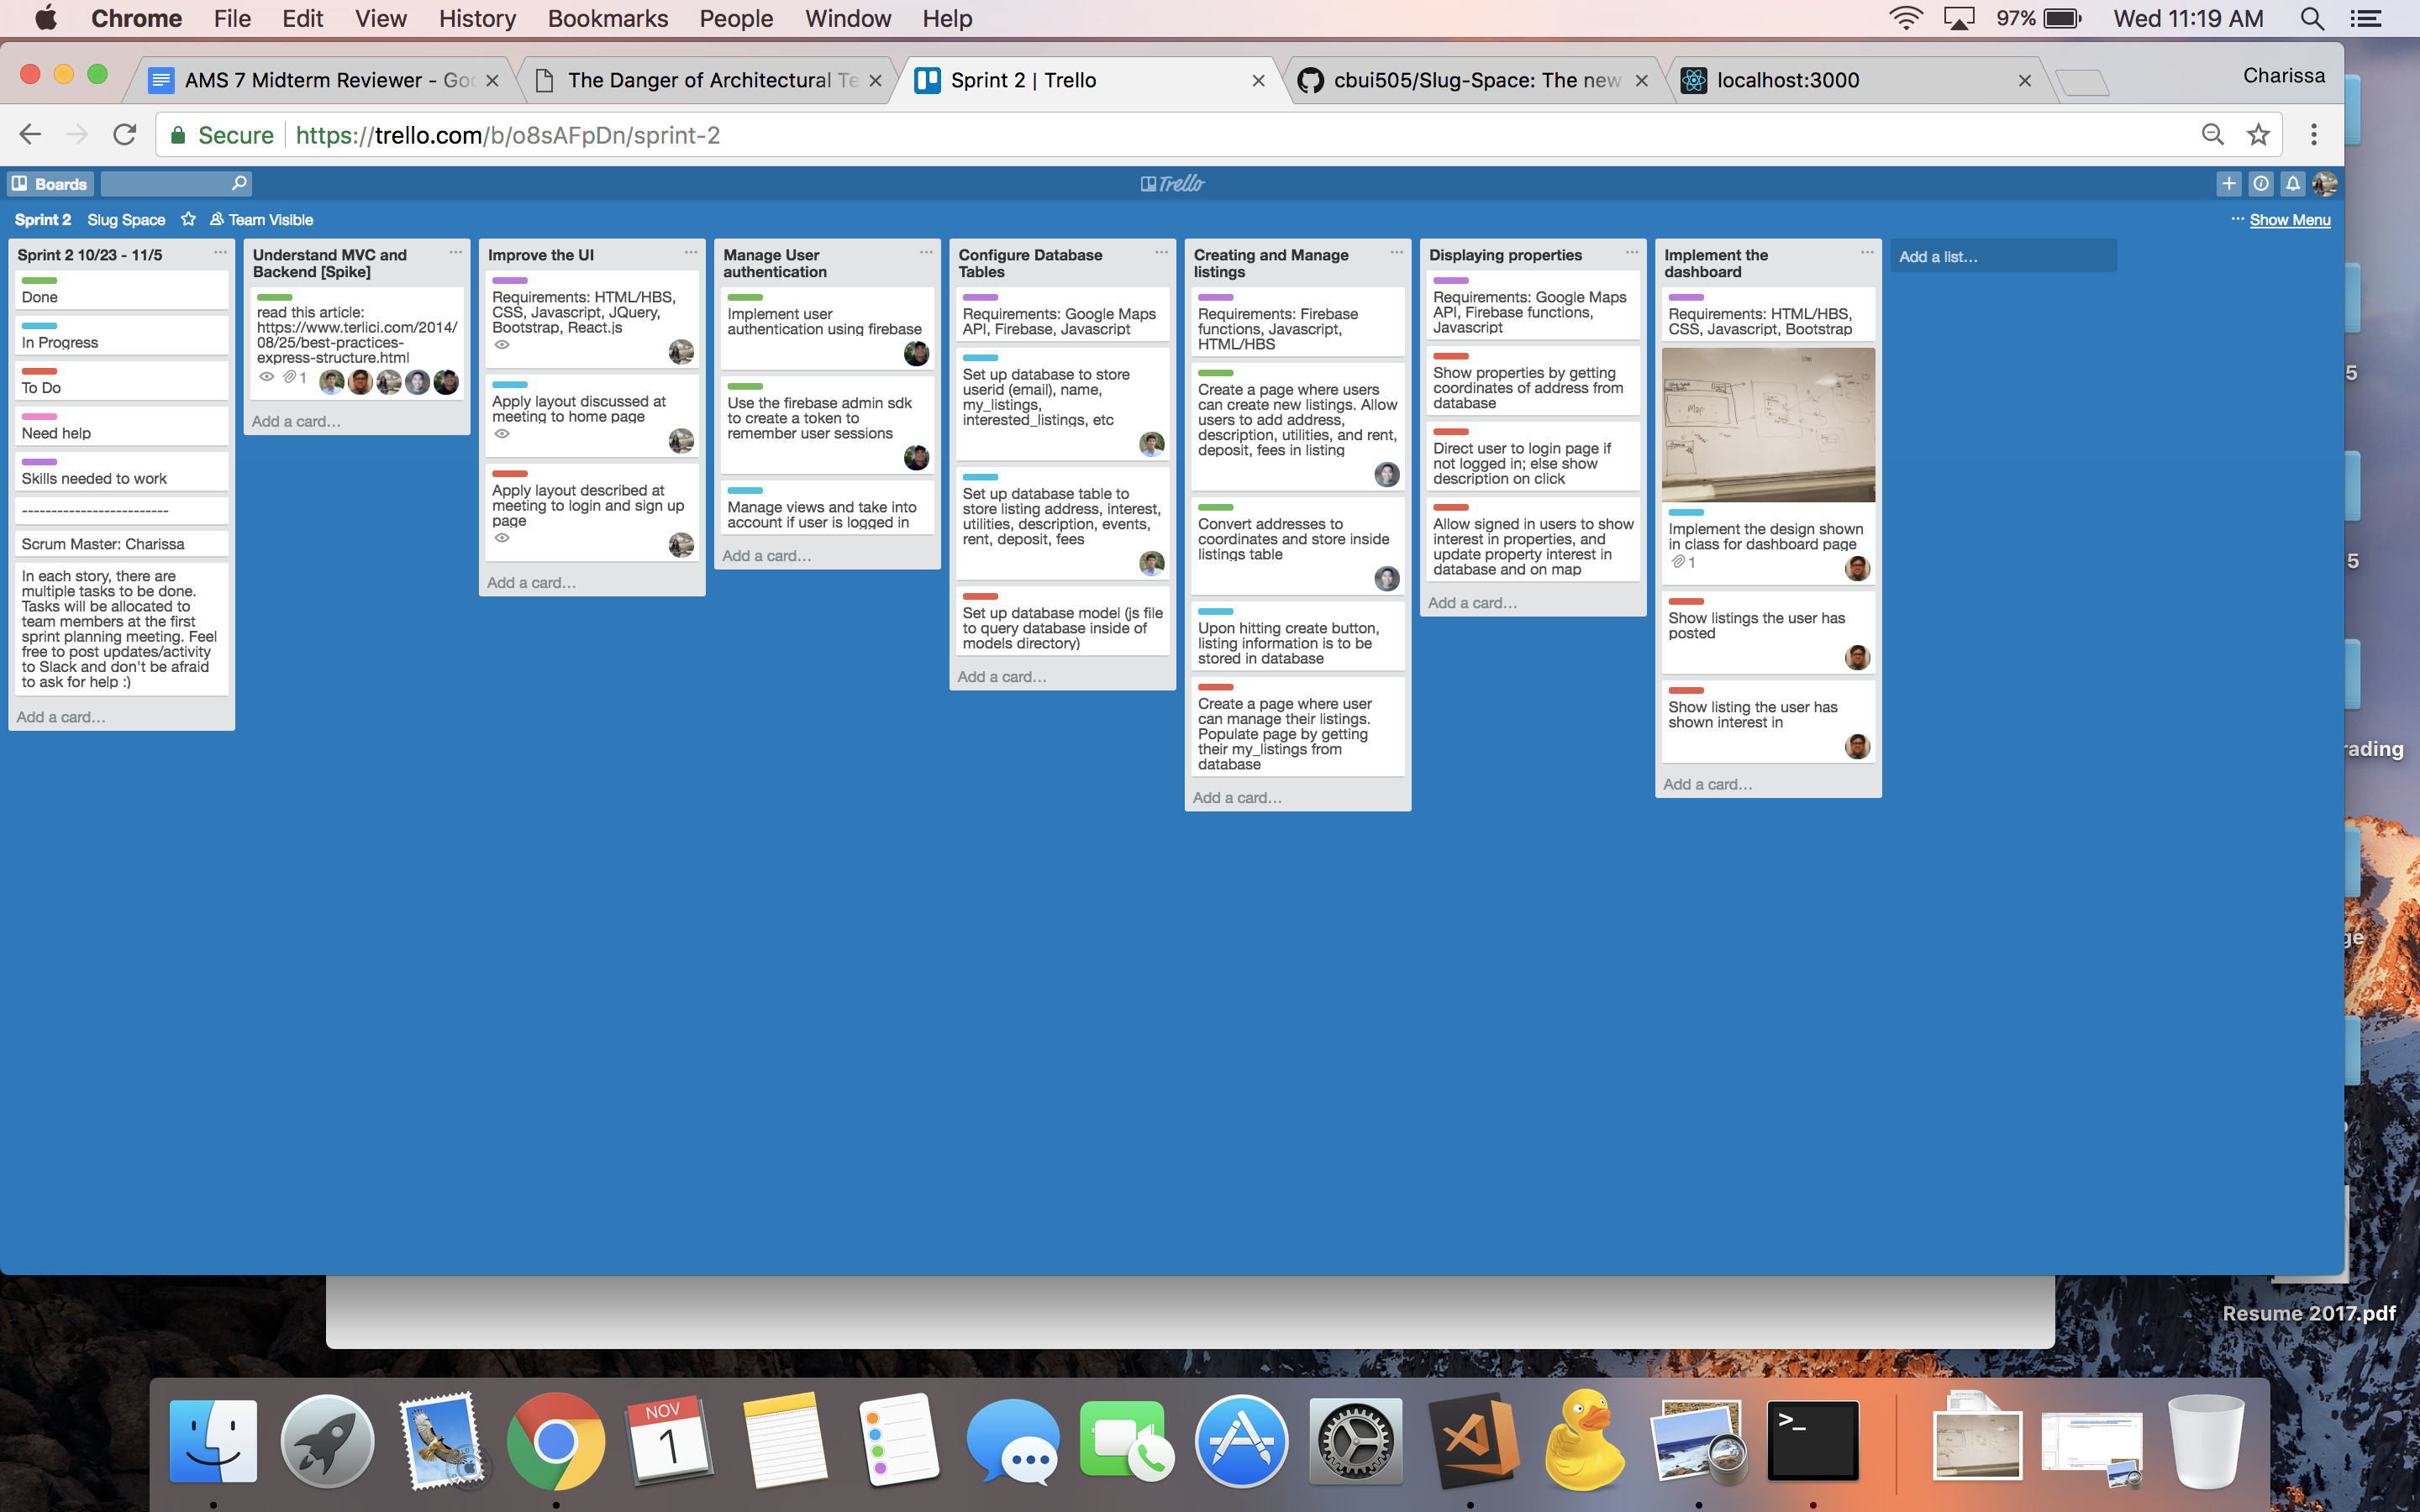 Chrome File Edit View History Bookmarks People Window Help 97% Wed 11:19 AM
AMS 7 Midterm Reviewer - Goo
The Danger of Architectural Te
Sprint 2 | Trello
cbui505/Slug-Space: The new
localhost:3000
Charissa
Secure https://trello.com/b/o8sAFpDn/sprint-2
Boards
Trello
Sprint 2 Slug Space Team Visible
... Show Menu
Sprint 2 10/23 - 11/5
Done
In Progress
To Do
Need help
Skills needed to work
--------------------------
Scrum Master: Charissa
In each story, there are
multiple tasks to be done.
Tasks will be allocated to
team members at the first
sprint planning meeting. Feel
free to post updates/activity
to Slack and don't be afraid
to ask for help :)
Add a card...
Understand MVC and
Backend [Spike]
read this article:
https://www.terlici.com/2014/
08/25/best-practices-
express-structure.html
1
Add a card...
Improve the UI
Requirements: HTML/HBS,
CSS, Javascript, JQuery,
Bootstrap, React.js
Apply layout discussed at
meeting to home page
Apply layout described at
meeting to login and sign up
page
Add a card...
Manage User
authentication
Implement user
authentication using firebase
Use the firebase admin sdk
to create a token to
remember user sessions
Manage views and take into
account if user is logged in
Add a card...
Configure Database
Tables
Requirements: Google Maps
API, Firebase, Javascript
Set up database to store
userid (email), name,
my_listings,
interested_listings, etc
Set up database table to
store listing address, interest,
utilities, description, events,
rent, deposit, fees
Set up database model (js file
to query database inside of
models directory)
Add a card...
Creating and Manage
listings
Requirements: Firebase
functions, Javascript,
HTML/HBS
Create a page where users
can create new listings. Allow
users to add address,
description, utilities, and rent,
deposit, fees in listing
Convert addresses to
coordinates and store inside
listings table
Upon hitting create button,
listing information is to be
stored in database
Create a page where user
can manage their listings.
Populate page by getting
their my_listings from
database
Add a card...
Displaying properties
Requirements: Google Maps
API, Firebase functions,
Javascript
Show properties by getting
coordinates of address from
database
Direct user to login page if
not logged in; else show
description on click
Allow signed in users to show
interest in properties, and
update property interest in
database and on map
Add a card...
Implement the
dashboard
Requirements: HTML/HBS,
CSS, Javascript, Bootstrap
Map
Implement the design shown
in class for dashboard page
1
Show listings the user has
posted
Show listing the user has
shown interest in
Add a card...
Add a list...
5
5
rading
ge
Resume 2017.pdf
NOV
1
>_